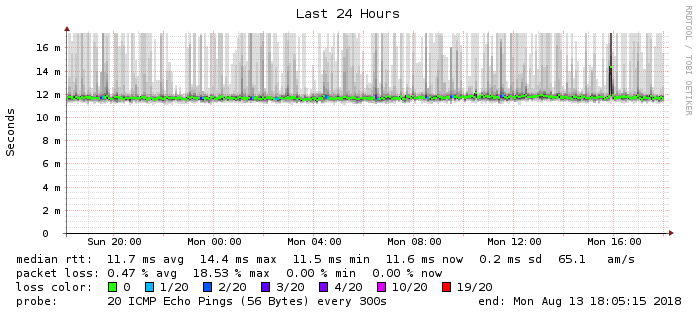 Last 24 Hours
RRDTOOL / TOBI OETIKER
Seconds
16 m
14 m
12 m
10 m
8 m
6 m
4 m
2 m
0
Sun 20:00 Mon 00:00 Mon 04:00 Mon 08:00 Mon 12:00 Mon 16:00
median rtt: 11.7 ms avg 14.4 ms max 11.5 ms min 11.6 ms now 0.2 ms sd 65.1 am/s
packet loss: 0.47 % avg 18.53 % max 0.00 % min 0.00 % now
loss color: 0 1/20 2/20 3/20 4/20 10/20 19/20
probe: 20 ICMP Echo Pings (56 Bytes) every 300s end: Mon Aug 13 18:05:15 2018